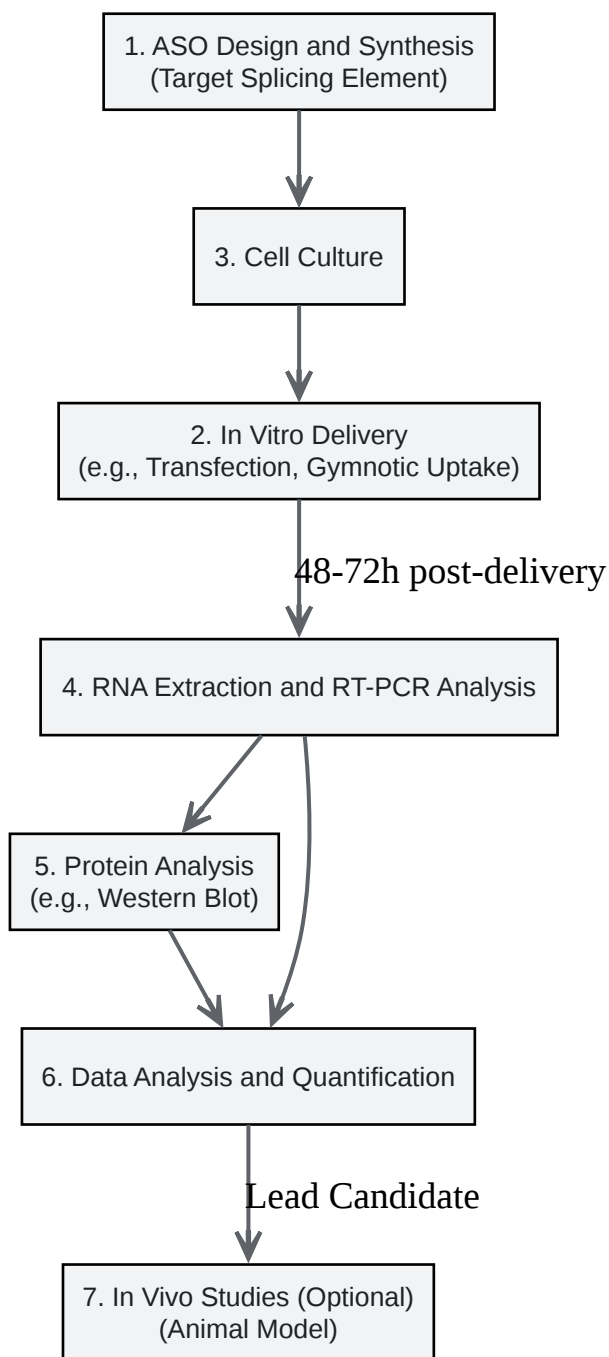 1. ASO Design and Synthesis
(Target Splicing Element)
3. Cell Culture
2. In Vitro Delivery
(e.g., Transfection, Gymnotic Uptake)
48-72h post-delivery
4. RNA Extraction and RT-PCR Analysis
5. Protein Analysis
(e.g., Western Blot)
6. Data Analysis and Quantification
Lead Candidate
7. In Vivo Studies (Optional)
(Animal Model)